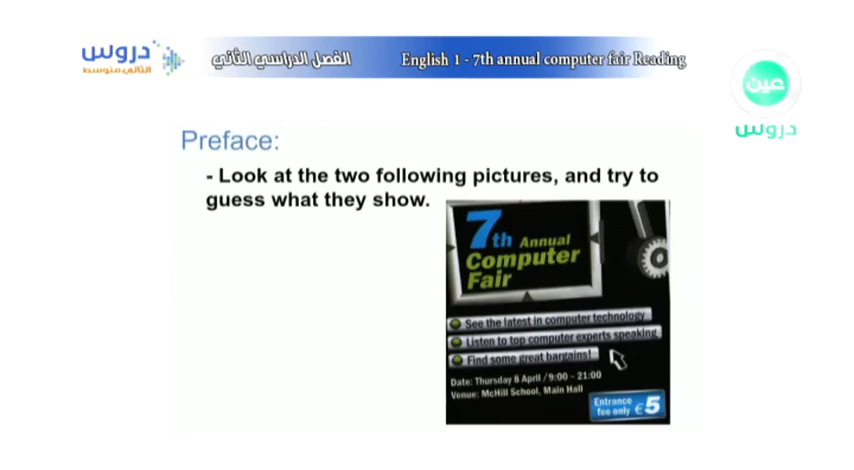 دروس
الثاني متوسط
الفصل الدراسي الثاني
English 1 - 7th annual computer fair Reading
عين
دروس
Preface:
- Look at the two following pictures, and try to
guess what they show.
7th Annual
Computer
Fair
See the latest in computer technology
Listen to top computer experts speaking
Find some great bargains!
Date: Thursday 8 April / 9:00 - 21:00
Venue: McHill School, Main Hall
Entrance
fee only €5